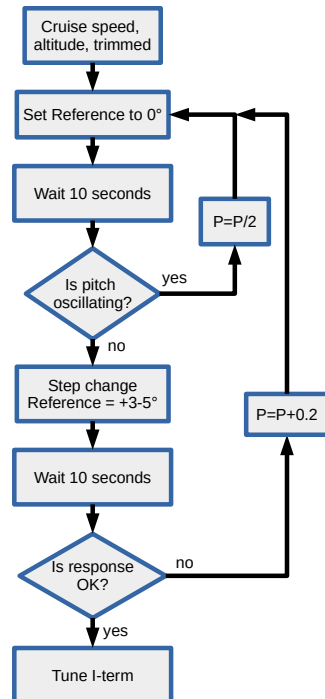 Cruise speed,
altitude, trimmed
Set Reference to 0°
Wait 10 seconds
P=P/2
Is pitch
oscillating?
yes
no
Step change
Reference = +3-5°
P=P+0.2
Wait 10 seconds
Is response
OK?
no
yes
Tune I-term